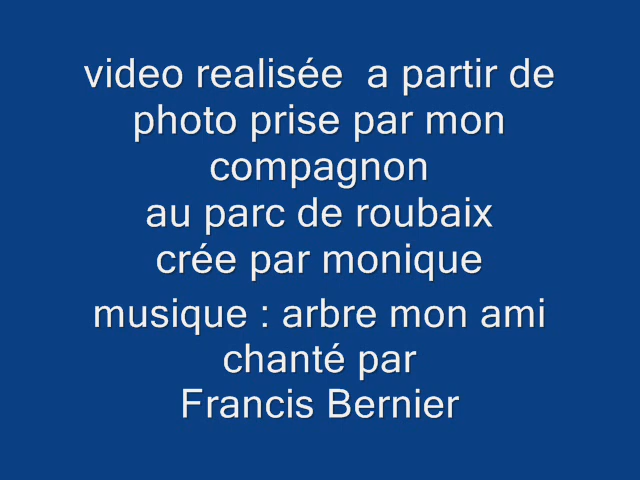 video realisée  a partir de
photo prise par mon
compagnon
au parc de roubaix
crée par monique
musique : arbre mon ami
chanté par
Francis Bernier